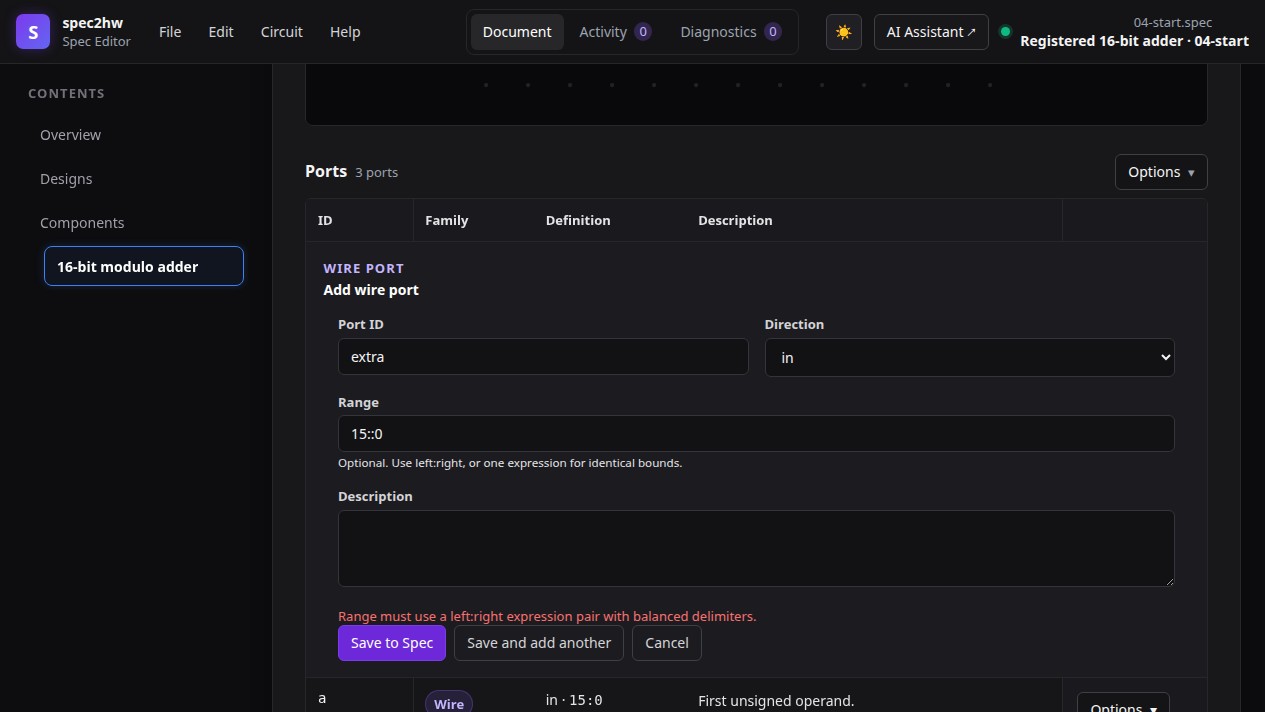 S
spec2hw
Spec Editor
File
Edit
Circuit
Help
Document
Activity 0
Diagnostics 0
AI Assistant ↗
04-start.spec
Registered 16-bit adder · 04-start
CONTENTS
Overview
Designs
Components
16-bit modulo adder
Ports 3 ports
Options ▾
ID
Family
Definition
Description
WIRE PORT
Add wire port
Port ID
Direction
extra
in
Range
15::0
Optional. Use left:right, or one expression for identical bounds.
Description
Range must use a left:right expression pair with balanced delimiters.
Save to Spec
Save and add another
Cancel
a
Wire
in · 15:0
First unsigned operand.
Options ▾